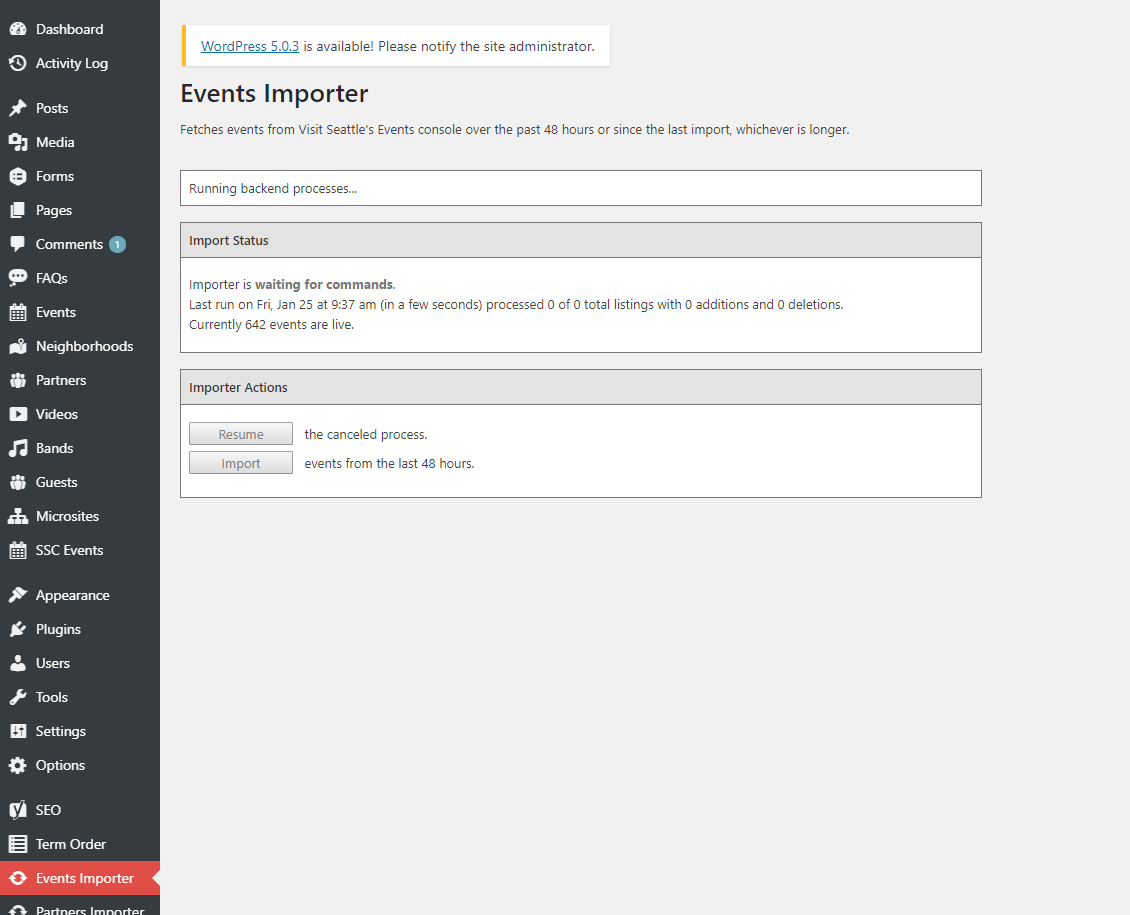 Dashboard
Activity Log
Posts
Media
Forms
Pages
Comments 1
FAQs
Events
Neighborhoods
Partners
Videos
Bands
Guests
Microsites
SSC Events
Appearance
Plugins
Users
Tools
Settings
Options
SEO
Term Order
Events Importer
Partners Importer
WordPress 5.0.3 is available! Please notify the site administrator.
Events Importer
Fetches events from Visit Seattle's Events console over the past 48 hours or since the last import, whichever is longer.
Running backend processes...
Import Status
Importer is waiting for commands.
Last run on Fri, Jan 25 at 9:37 am (in a few seconds) processed 0 of 0 total listings with 0 additions and 0 deletions.
Currently 642 events are live.
Importer Actions
Resume the canceled process.
Import events from the last 48 hours.